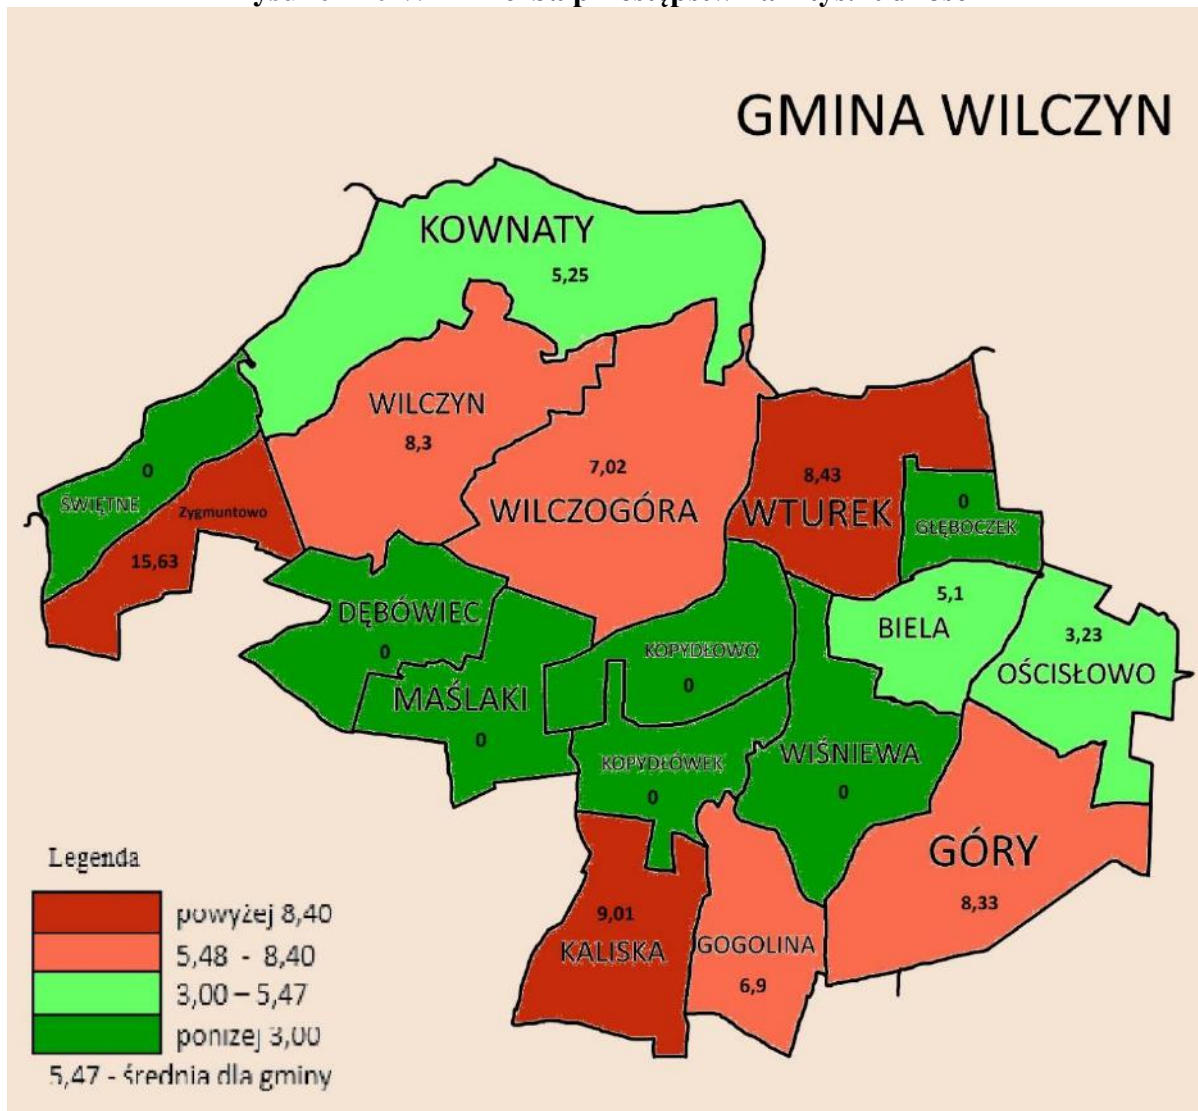 GMINA WILCZYN
KOWNATY
5,25
WILCZYN
8,3
7,02
WILCZOGÓRA
8,43
WTUREK
0
GŁĘBOCZEK
0
ŚWIĘTNE
Zygmuntowo
15,63
5,1
BIELA
3,23
OŚCISŁOWO
DĘBÓWIEC
0
KOPYDŁOWO
0
MAŚLAKI
0
KOPYDŁÓWEK
0
WIŚNIEWA
0
GÓRY
8,33
9,01
KALISKA
GOGOLINA
6,9
Legenda
powyżej 8,40
5,48 - 8,40
3,00 – 5,47
poniżej 3,00
5,47 - średnia dla gminy